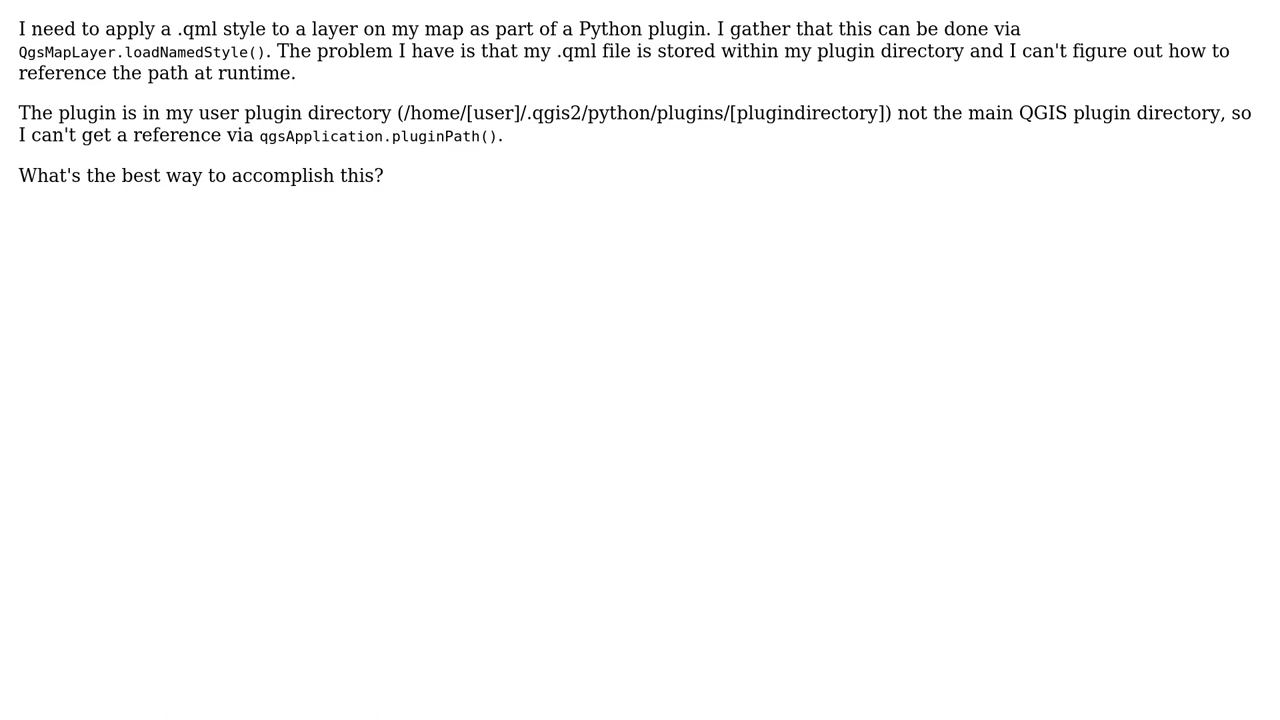 I need to apply a .qml style to a layer on my map as part of a Python plugin. I gather that this can be done via
QgsMapLayer.loadNamedStyle(). The problem I have is that my .qml file is stored within my plugin directory and I can't figure out how to
reference the path at runtime.
The plugin is in my user plugin directory (/home/[user]/.qgis2/python/plugins/[plugindirectory]) not the main QGIS plugin directory, so
I can't get a reference via qgsApplication.pluginPath().
What's the best way to accomplish this?